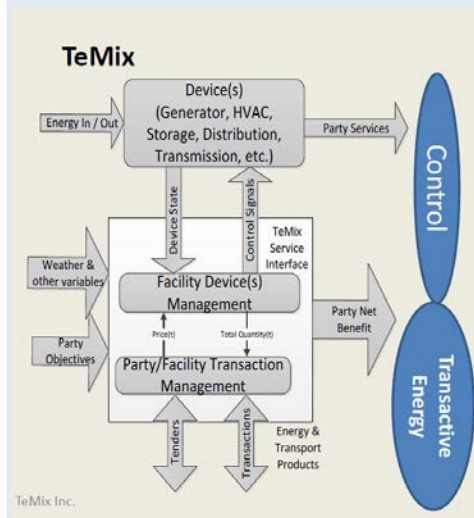 TeMix
Device(s)
(Generator, HVAC,
Storage, Distribution,
Transmission, etc.)
Energy In / Out
Party Services
Control
Device State
Control Signals
TeMix
Service
Interface
Weather &
other variables
Facility Device(s)
Management
Party Net
Benefit
Price(t)
Total Quantity(t)
Party
Objectives
Party/Facility Transaction
Management
Transactive
Energy
Tenders
Transactions
Energy &
Transport
Products
TeMix Inc.